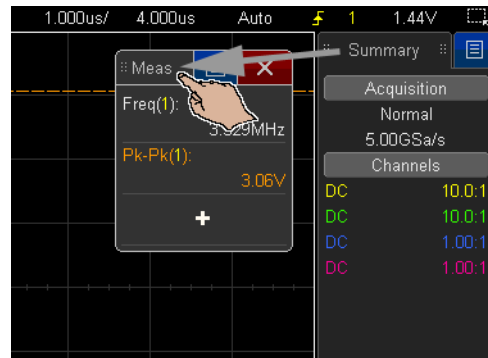 1.000us/ 4.000us Auto 1 1.44V
Summary
Meas
Acquisition
Freq(1):
Normal
5.00GSa/s
Pk-Pk(1):
Channels
3.06V
DC 10.0:1
DC 10.0:1
DC 1.00:1
DC 1.00:1